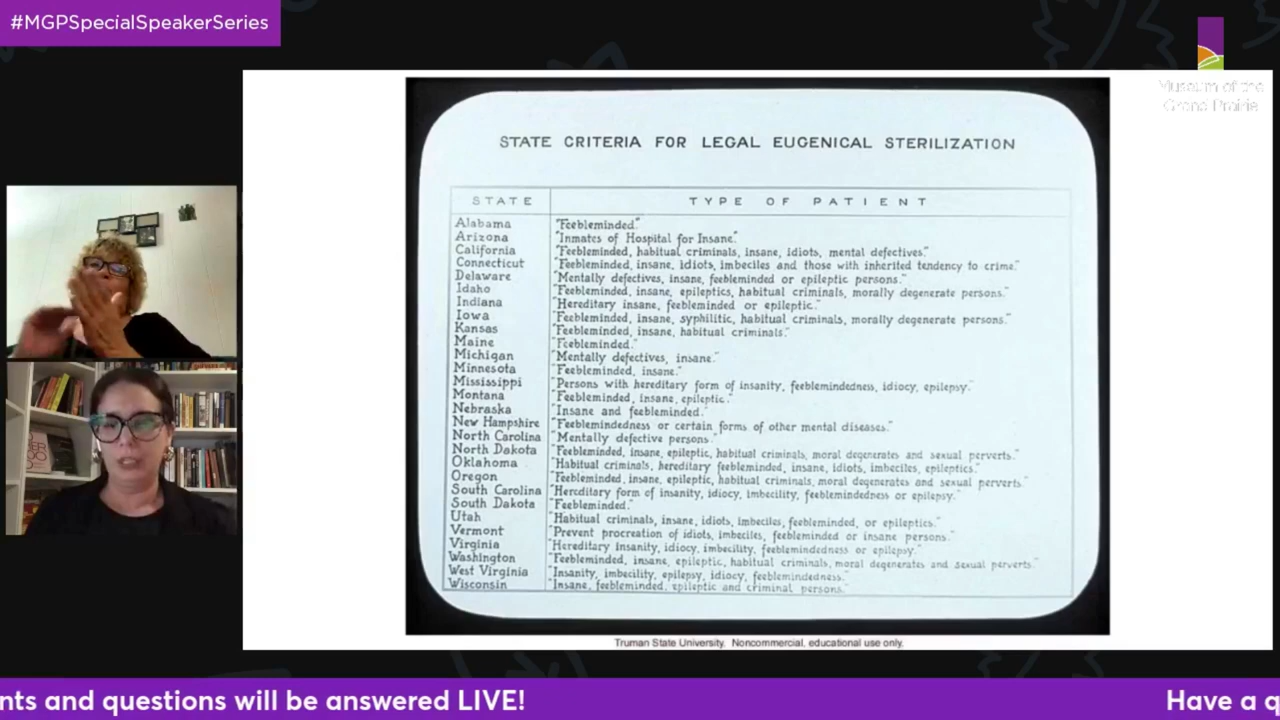 #MGPSpecialSpeakerSeries
Museum of the
Grand Prairie
STATE CRITERIA FOR LEGAL EUGENICAL STERILIZATION
STATE TYPE OF PATIENT
Alabama "Feebleminded."
Arizona "Inmates of Hospital for Insane."
California "Feebleminded, habitual criminals, insane, idiots, mental defectives."
Connecticut "Feebleminded, insane, idiots, imbeciles and those with inherited tendency to crime."
Delaware "Mentally defectives, insane, feebleminded or epileptic persons."
Idaho "Feebleminded, insane, epileptics, habitual criminals, morally degenerate persons."
Indiana "Hereditary insane, feebleminded or epileptic."
Iowa "Feebleminded, insane, syphilitic, habitual criminals, morally degenerate persons."
Kansas "Feebleminded, insane, habitual criminals."
Maine "Feebleminded."
Michigan "Mentally defectives, insane."
Minnesota "Feebleminded, insane."
Mississippi "Persons with hereditary form of insanity, feeblemindedness, idiocy, epilepsy."
Montana "Feebleminded, insane, epileptic."
Nebraska "Insane and feebleminded."
New Hampshire "Feeblemindedness or certain forms of other mental diseases."
North Carolina "Mentally defective persons."
North Dakota "Feebleminded, insane, epileptic, habitual criminals, moral degenerates and sexual perverts."
Oklahoma "Habitual criminals, hereditary feebleminded, insane, idiots, imbeciles, epileptics."
Oregon "Feebleminded, insane, epileptic, habitual criminals, moral degenerates and sexual perverts."
South Carolina "Hereditary form of insanity, idiocy, imbecility, feeblemindedness or epilepsy."
South Dakota "Feebleminded."
Utah "Habitual criminals, insane, idiots, imbeciles, feebleminded, or epileptics."
Vermont "Prevent procreation of idiots, imbeciles, feebleminded or insane persons."
Virginia "Hereditary insanity, idiocy, imbecility, feeblemindedness or epilepsy."
Washington "Feebleminded, insane, epileptic, habitual criminals, moral degenerates and sexual perverts."
West Virginia "Insanity, imbecility, epilepsy, idiocy, feeblemindedness."
Wisconsin "Insane, feebleminded, epileptic and criminal persons."
Truman State University. Noncommercial, educational use only.
nts and questions will be answered LIVE! Have a q